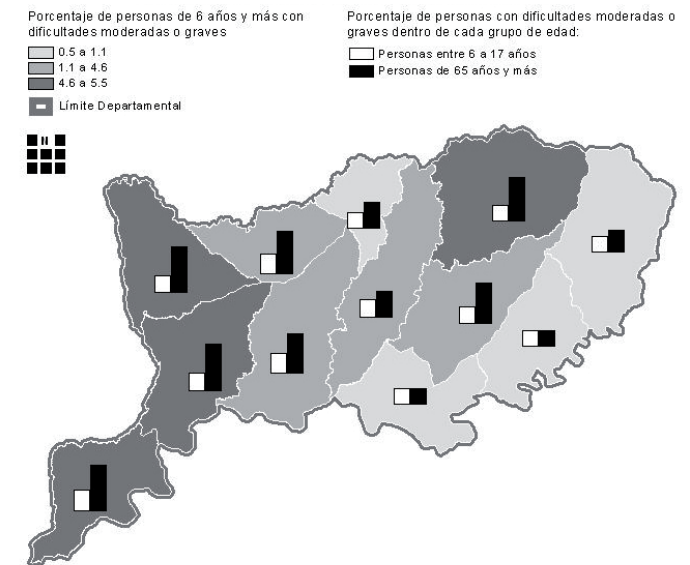 Porcentaje de personas de 6 años y más con
dificultades moderadas o graves
0.5 a 1.1
1.1 a 4.6
4.6 a 5.5
Límite Departamental
Porcentaje de personas con dificultades moderadas o
graves dentro de cada grupo de edad:
Personas entre 6 a 17 años
Personas de 65 años y más
N